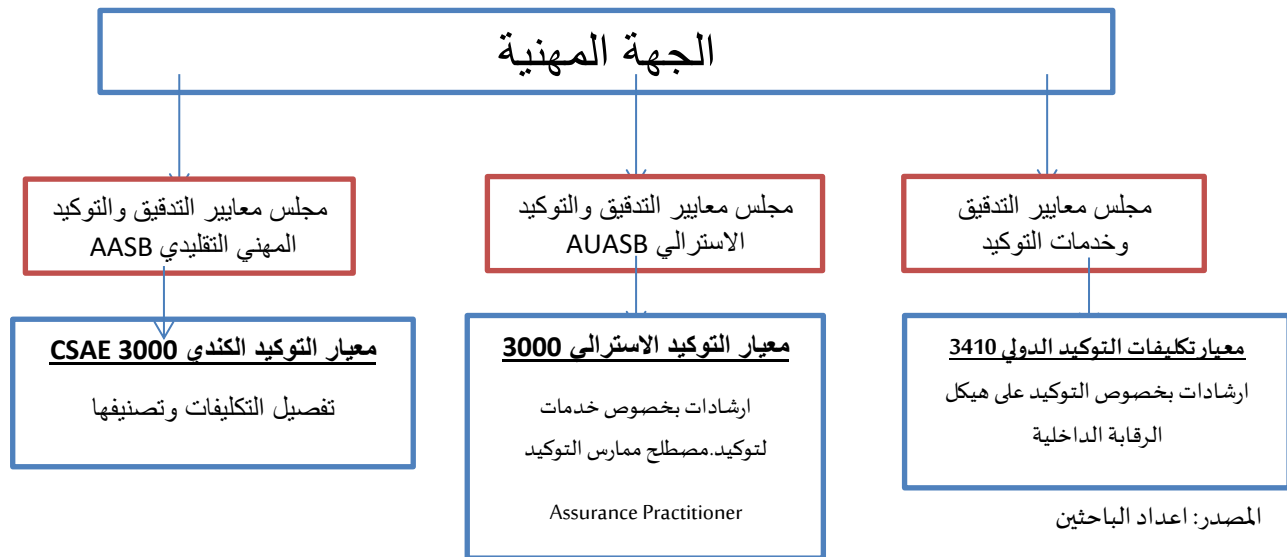 الجهة المهنية
مجلس معايير التدقيق
وخدمات التوكيد
مجلس معايير التدقيق والتوكيد
الاسترالي AUASB
مجلس معايير التدقيق والتوكيد
المهني التقليدي AASB
معيار تكليفات التوكيد الدولي 3410
ارشادات بخصوص التوكيد على هيكل
الرقابة الداخلية
معيار التوكيد الاسترالي 3000
ارشادات بخصوص خدمات
لتوكيد.مصطلح ممارس التوكيد
Assurance Practitioner
معيار التوكيد الكندي CSAE 3000
تفصيل التكليفات وتصنيفها
المصدر: اعداد الباحثين